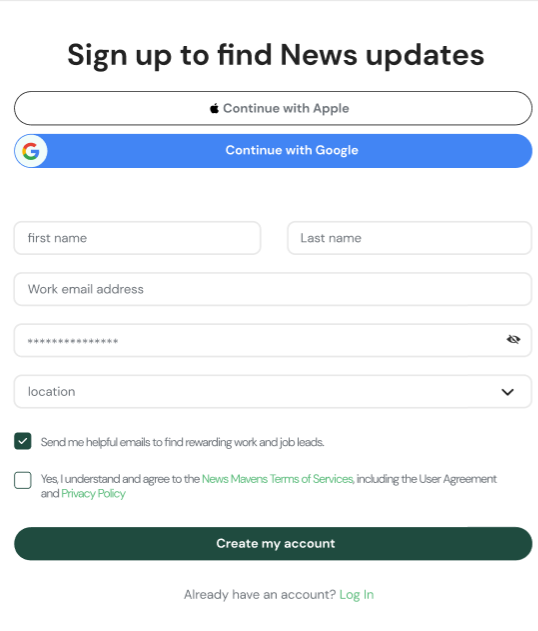 Sign up to find News updates
Continue with Apple
Continue with Google
first name
Last name
Work email address
***************
location
Send me helpful emails to find rewarding work and job leads.
Yes, I understand and agree to the News Mavens Terms of Services, including the User Agreement
and Privacy Policy
Create my account
Already have an account? Log In